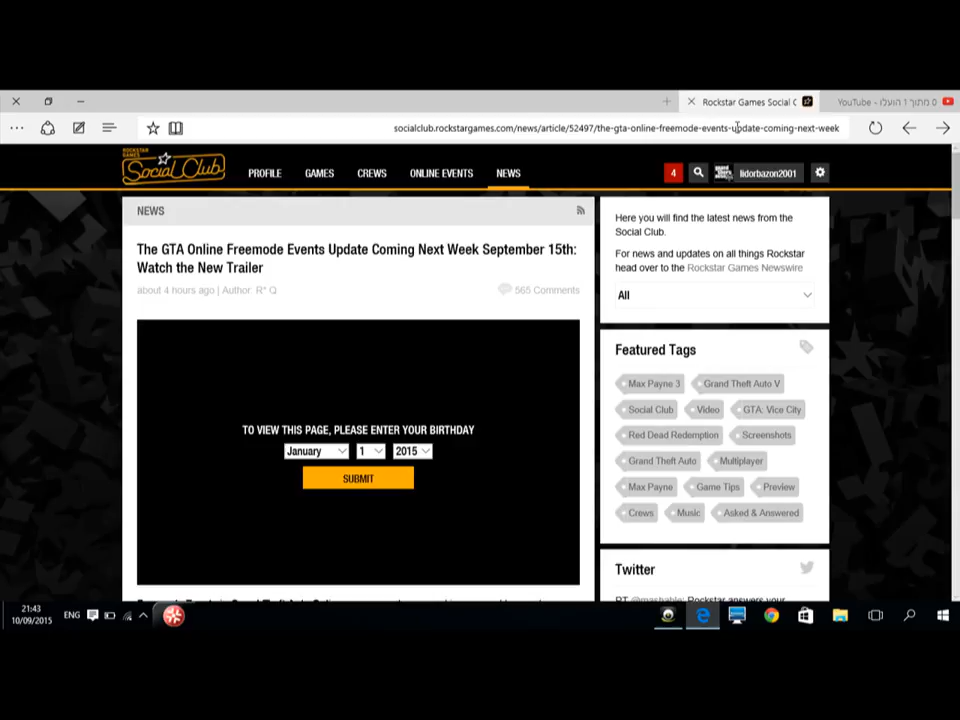 Rockstar Games Social C
YouTube - 0 מתוך 1 הועלו
socialclub.rockstargames.com/news/article/52497/the-gta-online-freemode-events-update-coming-next-week
ROCKSTAR GAMES
Social Club
PROFILE
GAMES
CREWS
ONLINE EVENTS
NEWS
4
lidorbazon2001
NEWS
The GTA Online Freemode Events Update Coming Next Week September 15th:
Watch the New Trailer
about 4 hours ago | Author: R* Q
565 Comments
TO VIEW THIS PAGE, PLEASE ENTER YOUR BIRTHDAY
January 1 2015
SUBMIT
Here you will find the latest news from the
Social Club.
For news and updates on all things Rockstar
head over to the Rockstar Games Newswire
All
Featured Tags
Max Payne 3
Grand Theft Auto V
Social Club
Video
GTA: Vice City
Red Dead Redemption
Screenshots
Grand Theft Auto
Multiplayer
Max Payne
Game Tips
Preview
Crews
Music
Asked & Answered
Twitter
RT @mashable: Rockstar answers your
21:43
10/09/2015
ENG